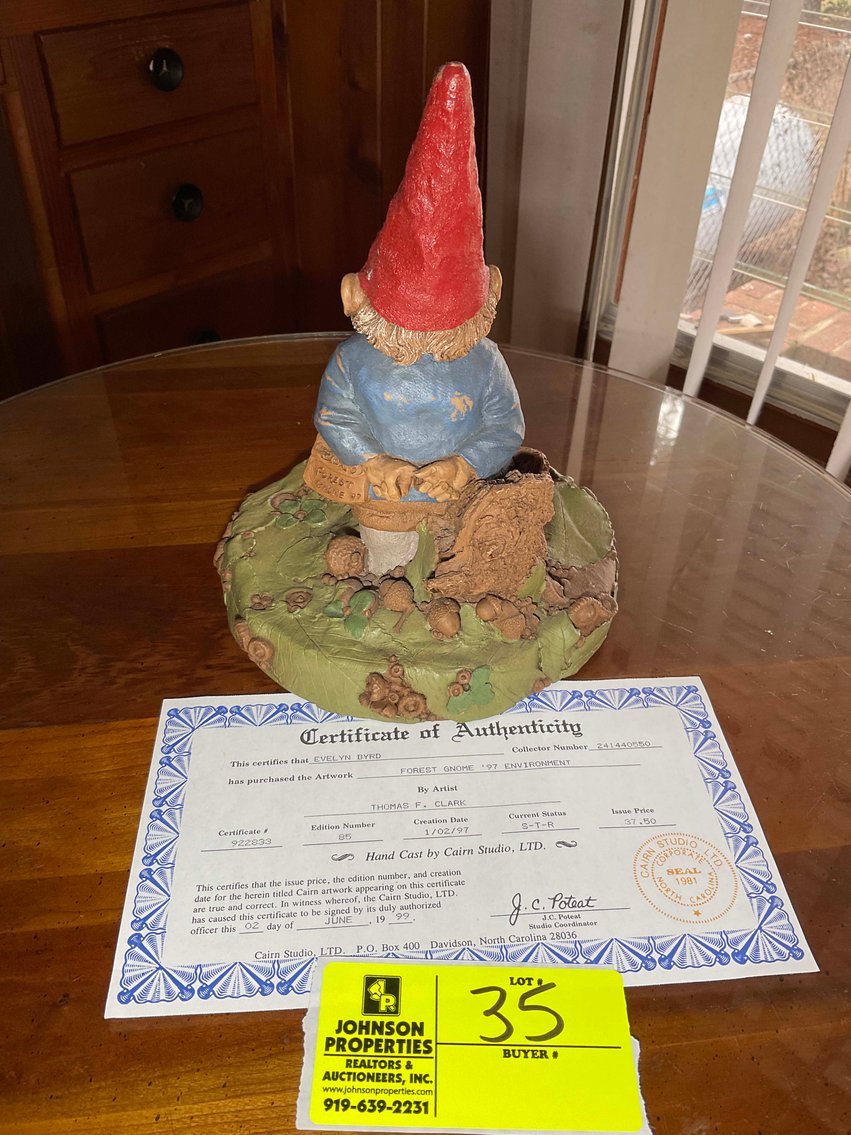 FOREST
GNOME 97
Certificate of Authenticity
This certifies that EVELYN BYRD Collector Number 241440550
has purchased the Artwork FOREST GNOME '97 ENVIRONMENT
By Artist
THOMAS F. CLARK
Certificate # Edition Number Creation Date Current Status Issue Price
922833 85 1/02/97 S-T-R 37.50
Hand Cast by Cairn Studio, LTD.
This certifies that the issue price, the edition number, and creation
date for the herein titled Cairn artwork appearing on this certificate
are true and correct. In witness whereof, the Cairn Studio, LTD.
has caused this certificate to be signed by its duly authorized
officer this 02 day of JUNE, 19 99.
J.C. Poteat
J.C. Poteat
Studio Coordinator
Cairn Studio, LTD. P.O. Box 400 Davidson, North Carolina 28036
CAIRN STUDIO LTD
CORPORATE
SEAL
1981
NORTH CAROLINA
JP
JOHNSON
PROPERTIES
REALTORS &
AUCTIONEERS, INC.
www.johnsonproperties.com
919-639-2231
LOT #
35
BUYER #